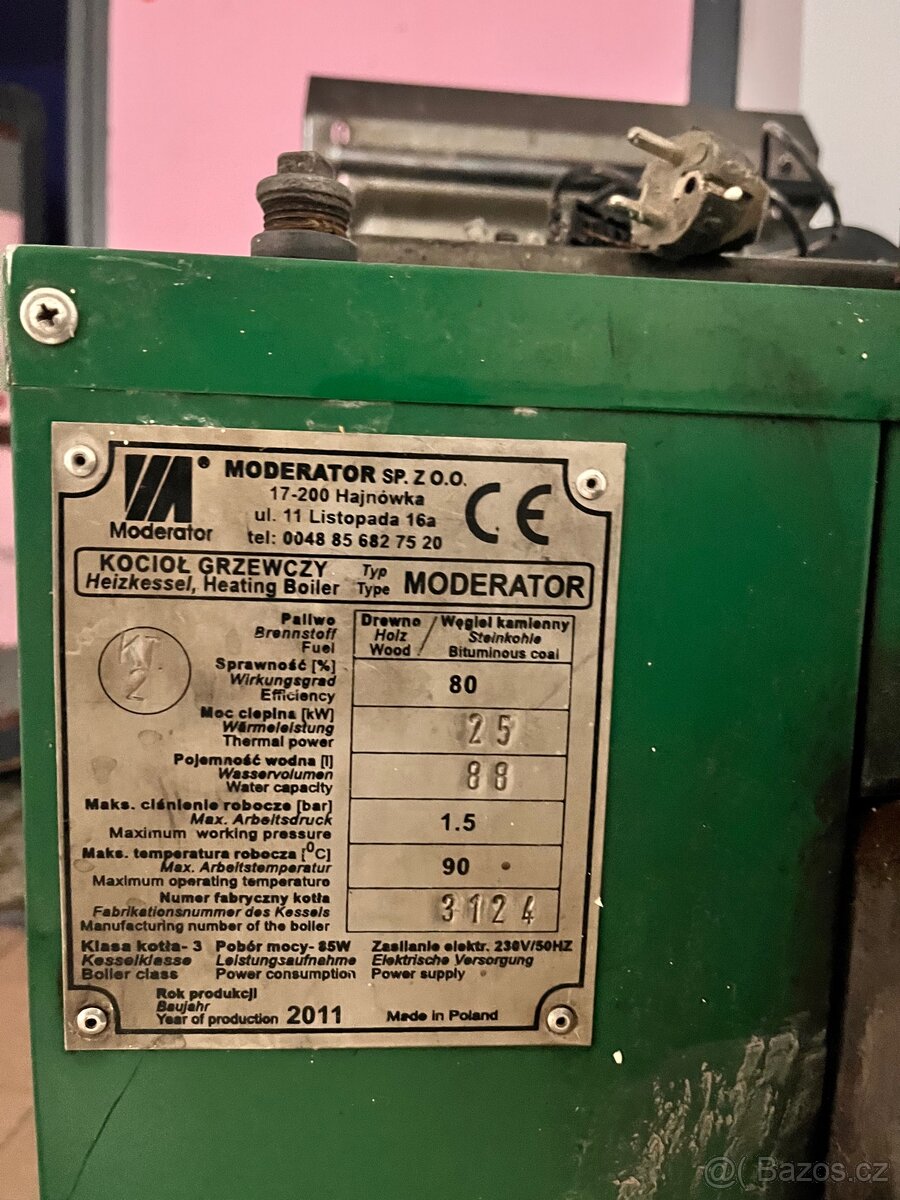 MODERATOR SP. Z O.O.
17-200 Hajnówka
ul. 11 Listopada 16a
tel: 0048 85 682 75 20
® Moderator
CE
KOCIOŁ GRZEWCZY Typ
Heizkessel, Heating Boiler Type MODERATOR
KT
2
Paliwo Drewno / Węgiel kamienny
Brennstoff Holz Steinkohle
Fuel Wood Bituminous coal
Sprawność [%]
Wirkungsgrad 80
Efficiency
Moc cieplna [kW]
Wärmeleistung 25
Thermal power
Pojemność wodna [l]
Wasservolumen 88
Water capacity
Maks. ciśnienie robocze [bar]
Max. Arbeitsdruck 1.5
Maximum working pressure
Maks. temperatura robocza [⁰C]
Max. Arbeitstemperatur 90
Maximum operating temperature
Numer fabryczny kotła
Fabrikationsnummer des Kessels 3124
Manufacturing number of the boiler
Klasa kotła- 3 Pobór mocy- 85W Zasilanie elektr. 230V/50HZ
Kesselklasse Leistungsaufnahme Elektrische Versorgung
Boiler class Power consumption Power supply
Rok produkcji
Baujahr
Year of production 2011 Made in Poland
@( Bazos.cz